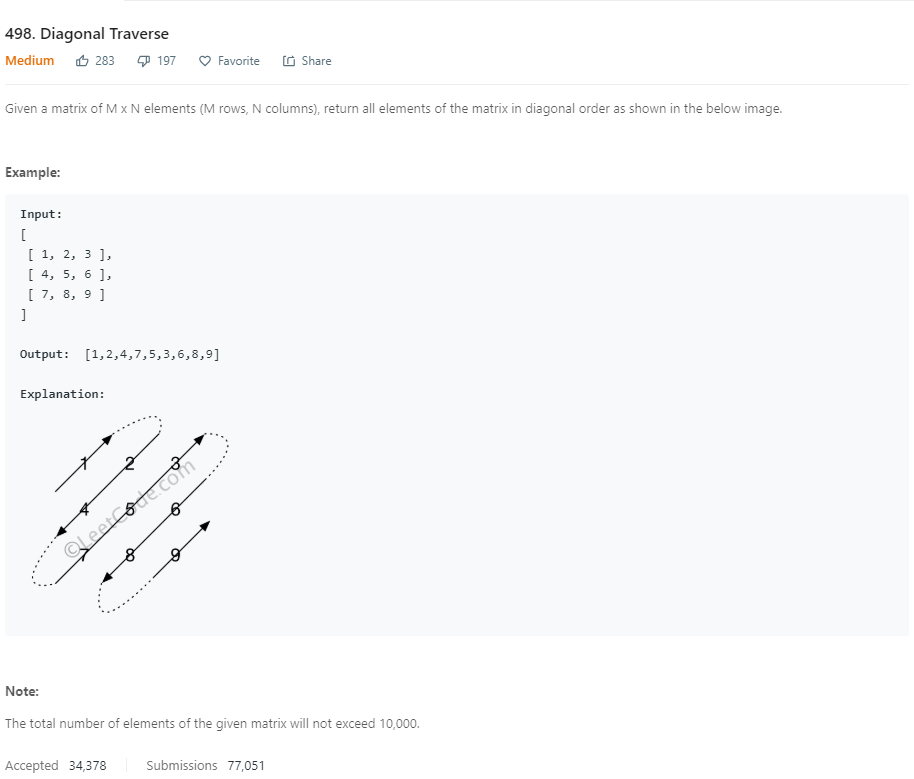 498. Diagonal Traverse
Medium 283 197 Favorite Share
Given a matrix of M x N elements (M rows, N columns), return all elements of the matrix in diagonal order as shown in the below image.
Example:
Input:
[
[ 1, 2, 3 ],
[ 4, 5, 6 ],
[ 7, 8, 9 ]
]
Output: [1,2,4,7,5,3,6,8,9]
Explanation:
1 2 3
4 5 6
7 8 9
©LeetCode.com
Note:
The total number of elements of the given matrix will not exceed 10,000.
Accepted 34,378 Submissions 77,051